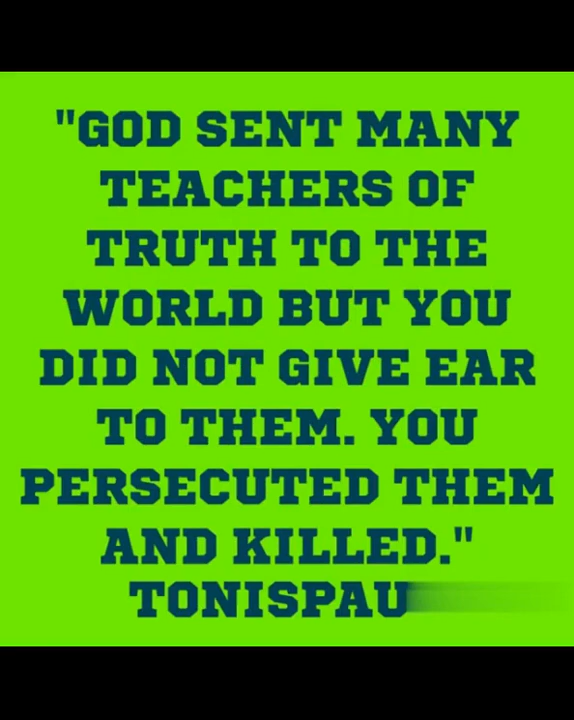 "GOD SENT MANY
TEACHERS OF
TRUTH TO THE
WORLD BUT YOU
DID NOT GIVE EAR
TO THEM. YOU
PERSECUTED THEM
AND KILLED."
TONISPAU